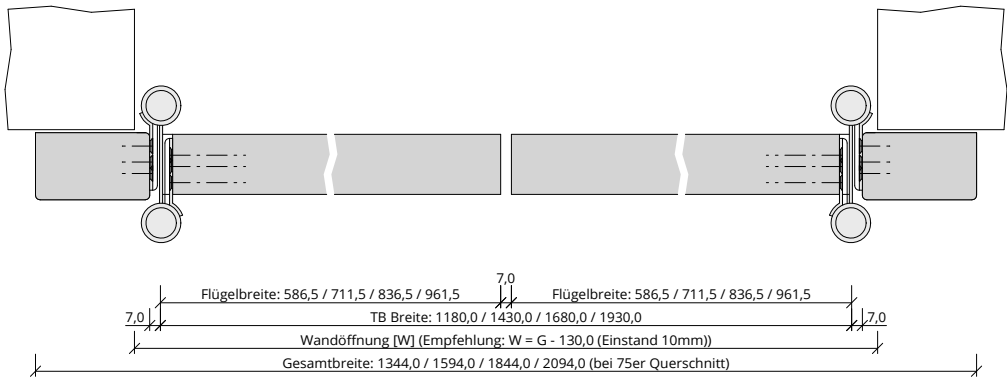 7,0
Flügelbreite: 586,5 / 711,5 / 836,5 / 961,5
Flügelbreite: 586,5 / 711,5 / 836,5 / 961,5
7,0
TB Breite: 1180,0 / 1430,0 / 1680,0 / 1930,0
7,0
Wandöffnung [W] (Empfehlung: W = G - 130,0 (Einstand 10mm))
Gesamtbreite: 1344,0 / 1594,0 / 1844,0 / 2094,0 (bei 75er Querschnitt)